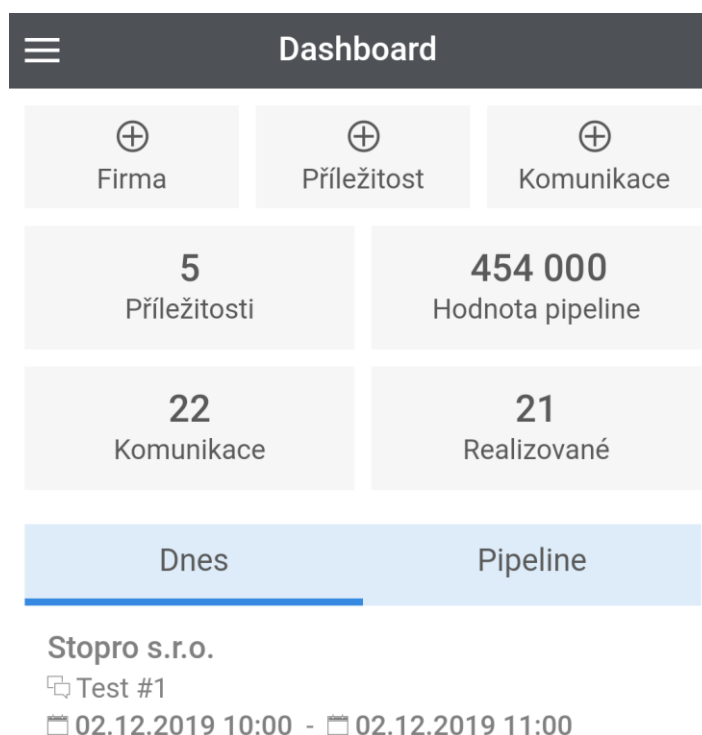 Dashboard
Firma
Příležitost
Komunikace
5
Příležitosti
454 000
Hodnota pipeline
22
Komunikace
21
Realizované
Dnes
Pipeline
Stopro s.r.o.
Test #1
02.12.2019 10:00 - 02.12.2019 11:00